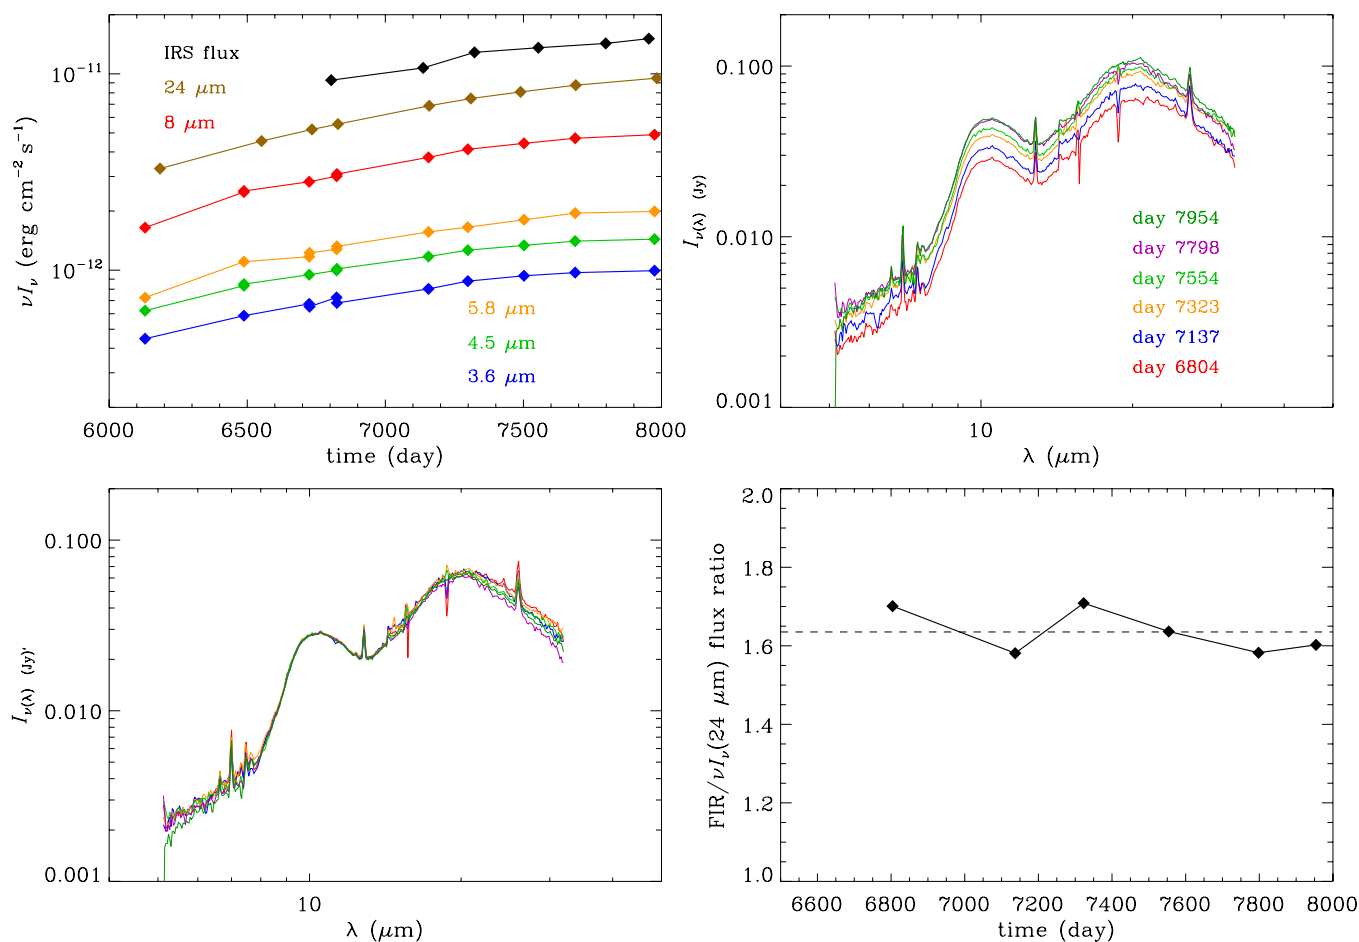 IRS flux
24 μm
8 μm
5.8 μm
4.5 μm
3.6 μm
10⁻¹¹
10⁻¹²
νIν (erg cm⁻² s⁻¹)
6000 6500 7000 7500 8000
time (day)
0.100
0.010
0.001
Iν(λ) (Jy)
day 7954
day 7798
day 7554
day 7323
day 7137
day 6804
10
λ (μm)
0.100
0.010
0.001
Iν(λ) (Jy)'
10
λ (μm)
2.0
1.8
1.6
1.4
1.2
1.0
FIR/νIν(24 μm) flux ratio
6600 6800 7000 7200 7400 7600 7800 8000
time (day)